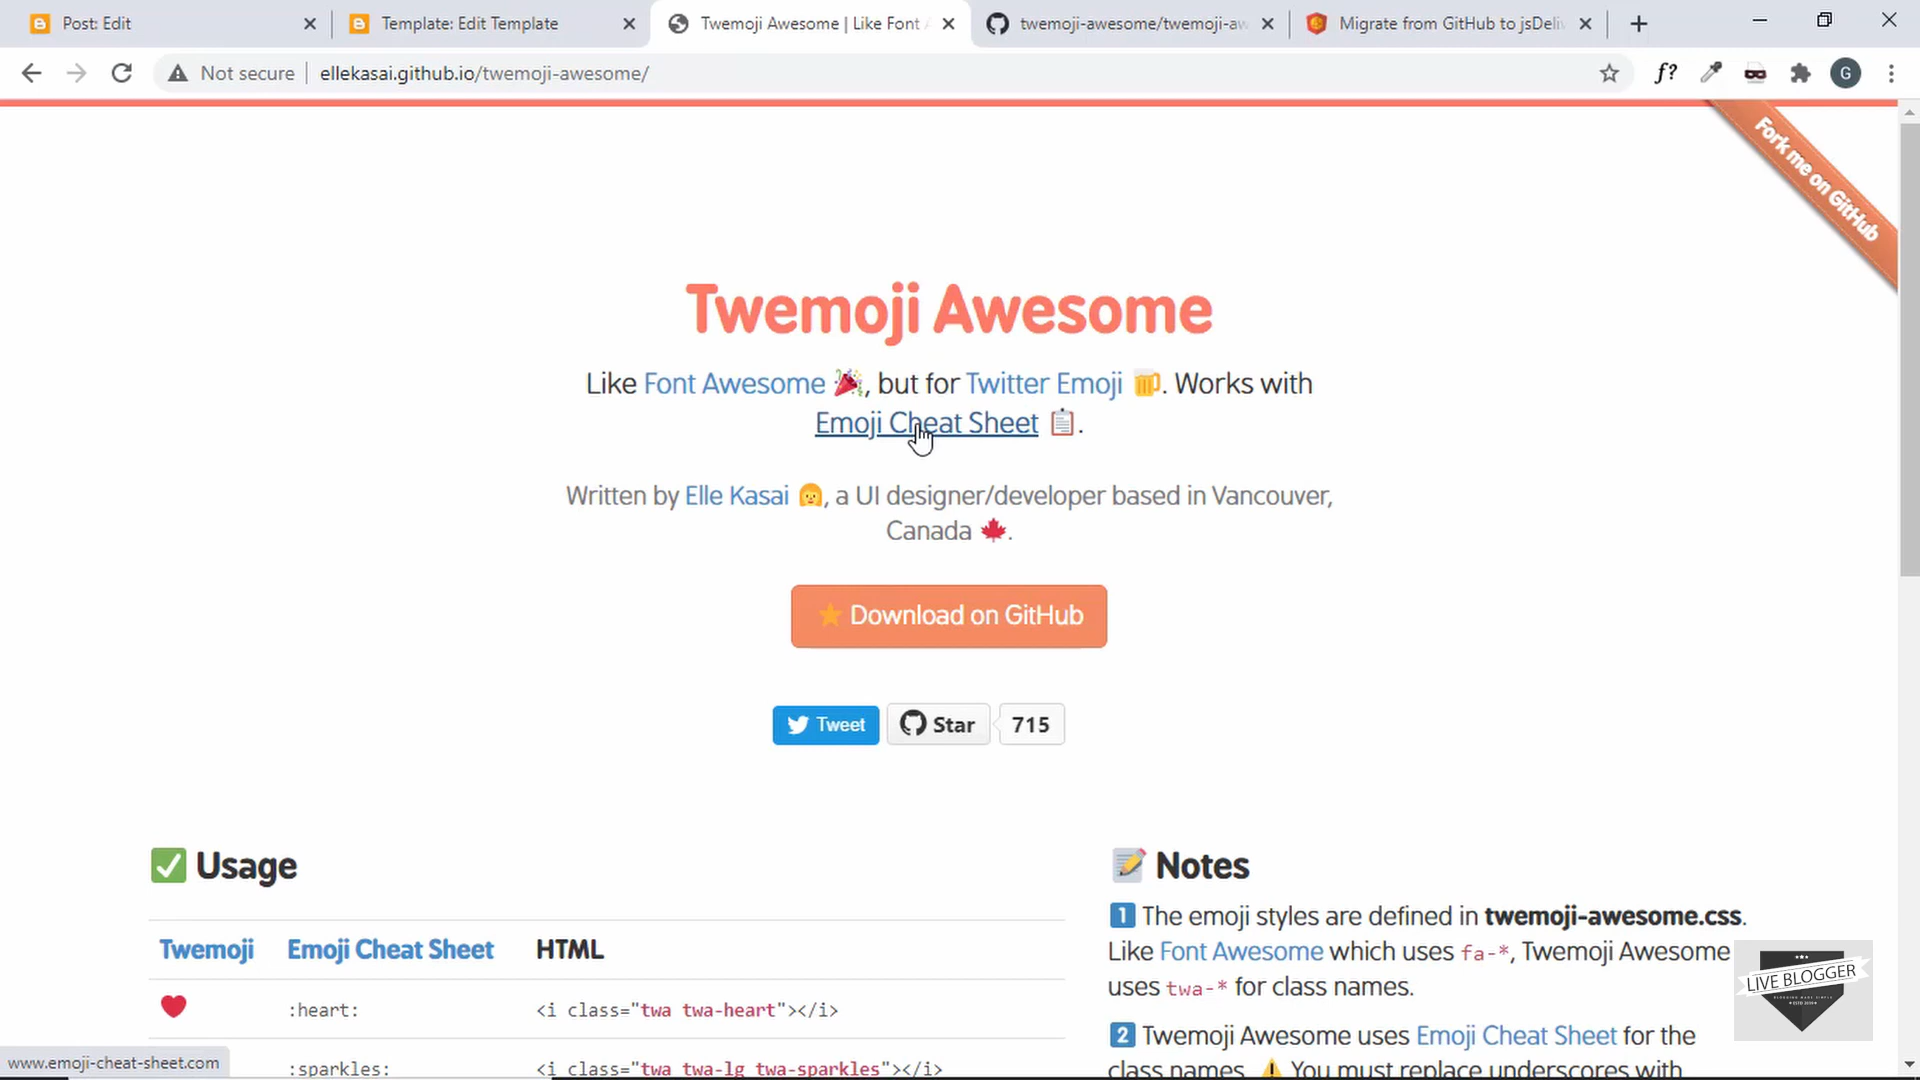 Post: Edit
Template: Edit Template
Twemoji Awesome | Like Font A
twemoji-awesome/twemoji-aw
Migrate from GitHub to jsDeli
Not secure
ellekasai.github.io/twemoji-awesome/
f?
G
Fork me on GitHub
Twemoji Awesome
Like Font Awesome 🎉, but for Twitter Emoji 🍺. Works with
Emoji Cheat Sheet 📋.
Written by Elle Kasai 👩, a UI designer/developer based in Vancouver,
Canada 🍁.
⭐ Download on GitHub
Tweet
Star
715
✅ Usage
Twemoji Emoji Cheat Sheet HTML
❤ :heart: <i class="twa twa-heart"></i>
:sparkles: <i class="twa twa-lg twa-sparkles"></i>
📝 Notes
1 The emoji styles are defined in twemoji-awesome.css.
Like Font Awesome which uses fa-*, Twemoji Awesome
uses twa-* for class names.
2 Twemoji Awesome uses Emoji Cheat Sheet for the
class names. ⚠ You must replace underscores with
LIVE BLOGGER
www.emoji-cheat-sheet.com